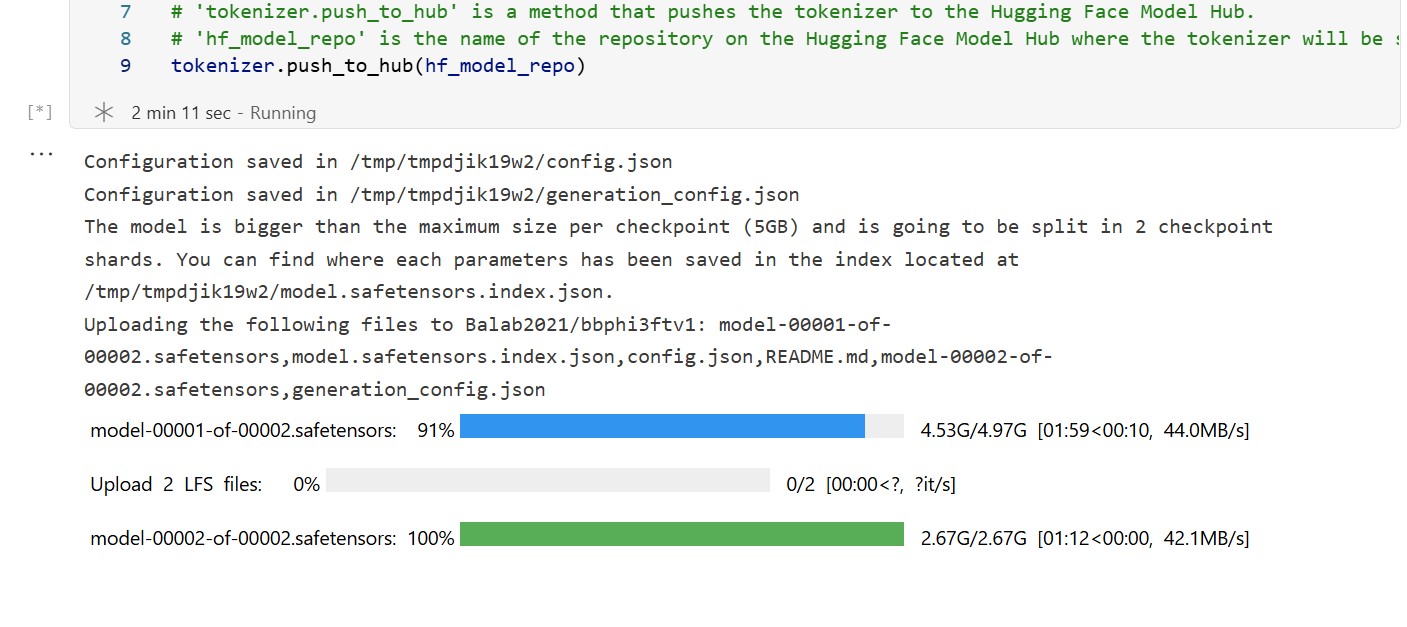 7 # 'tokenizer.push_to_hub' is a method that pushes the tokenizer to the Hugging Face Model Hub.
8 # 'hf_model_repo' is the name of the repository on the Hugging Face Model Hub where the tokenizer will be
9 tokenizer.push_to_hub(hf_model_repo)
[*] 2 min 11 sec - Running
...
Configuration saved in /tmp/tmpdjik19w2/config.json
Configuration saved in /tmp/tmpdjik19w2/generation_config.json
The model is bigger than the maximum size per checkpoint (5GB) and is going to be split in 2 checkpoint
shards. You can find where each parameters has been saved in the index located at
/tmp/tmpdjik19w2/model.safetensors.index.json.
Uploading the following files to Balab2021/bbphi3ftv1: model-00001-of-
00002.safetensors,model.safetensors.index.json,config.json,README.md,model-00002-of-
00002.safetensors,generation_config.json
model-00001-of-00002.safetensors: 91% 4.53G/4.97G [01:59<00:10, 44.0MB/s]
Upload 2 LFS files: 0% 0/2 [00:00<?, ?it/s]
model-00002-of-00002.safetensors: 100% 2.67G/2.67G [01:12<00:00, 42.1MB/s]